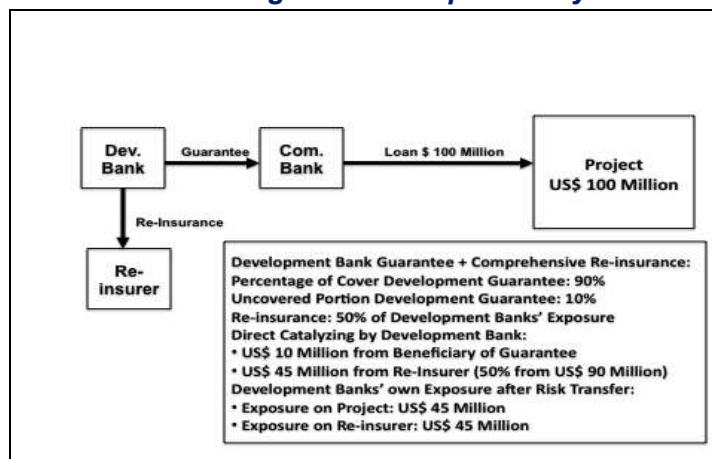 Dev.
Bank
Guarantee
Com.
Bank
Loan $ 100 Million
Project
US$ 100 Million
Re-Insurance
Re-
insurer
Development Bank Guarantee + Comprehensive Re-insurance:
Percentage of Cover Development Guarantee: 90%
Uncovered Portion Development Guarantee: 10%
Re-insurance: 50% of Development Banks' Exposure
Direct Catalyzing by Development Bank:
• US$ 10 Million from Beneficiary of Guarantee
• US$ 45 Million from Re-Insurer (50% from US$ 90 Million)
Development Banks' own Exposure after Risk Transfer:
• Exposure on Project: US$ 45 Million
• Exposure on Re-insurer: US$ 45 Million